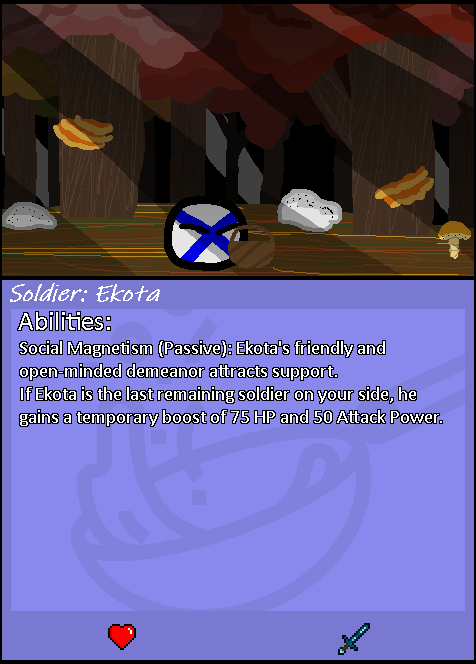 Soldier: Ekota
Abilities:
Social Magnetism (Passive): Ekota's friendly and
open-minded demeanor attracts support.
If Ekota is the last remaining soldier on your side, he
gains a temporary boost of 75 HP and 50 Attack Power.